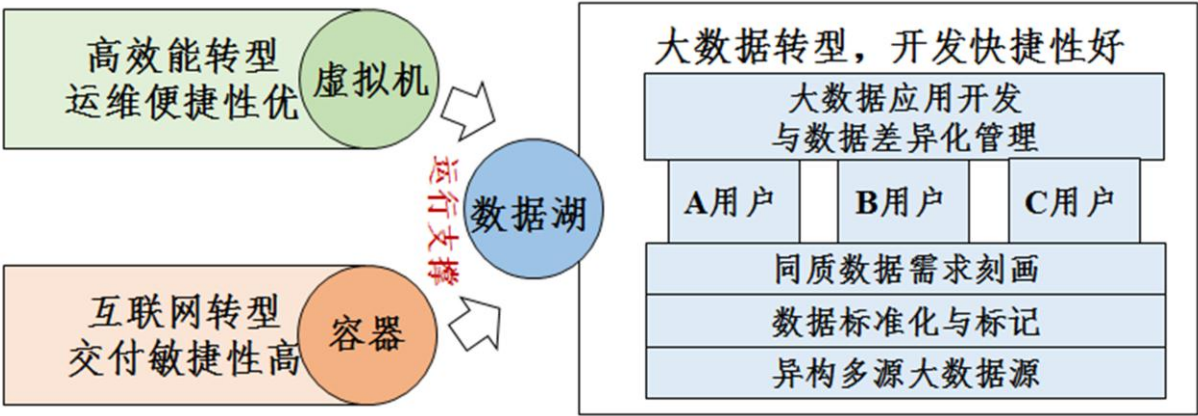 高效能转型
运维便捷性优
虚拟机
互联网转型
交付敏捷性高
容器
运行支撑
数据湖
大数据转型，开发快捷性好
大数据应用开发
与数据差异化管理
A用户
B用户
C用户
同质数据需求刻画
数据标准化与标记
异构多源大数据源